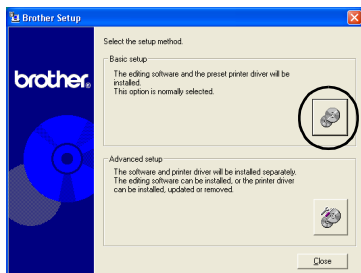 Brother Setup
Select the setup method.
Basic setup
The editing software and the preset printer driver will be
installed.
This option is normally selected.
brother.
Advanced setup
The software and printer driver will be installed separately.
The editing software can be installed, or the printer driver
can be installed, updated or removed.
Close